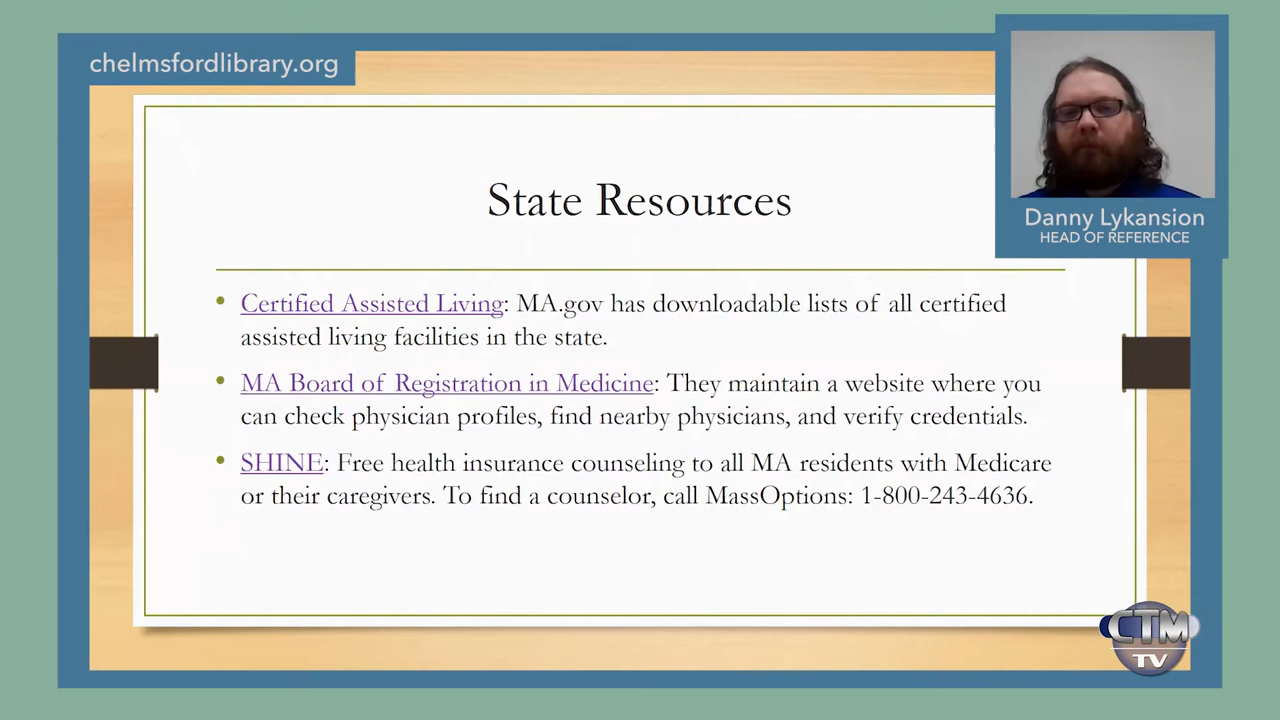 chelmsfordlibrary.org
Danny Lykansion
HEAD OF REFERENCE
State Resources
• Certified Assisted Living: MA.gov has downloadable lists of all certified
assisted living facilities in the state.
• MA Board of Registration in Medicine: They maintain a website where you
can check physician profiles, find nearby physicians, and verify credentials.
• SHINE: Free health insurance counseling to all MA residents with Medicare
or their caregivers. To find a counselor, call MassOptions: 1-800-243-4636.
CTM
TV